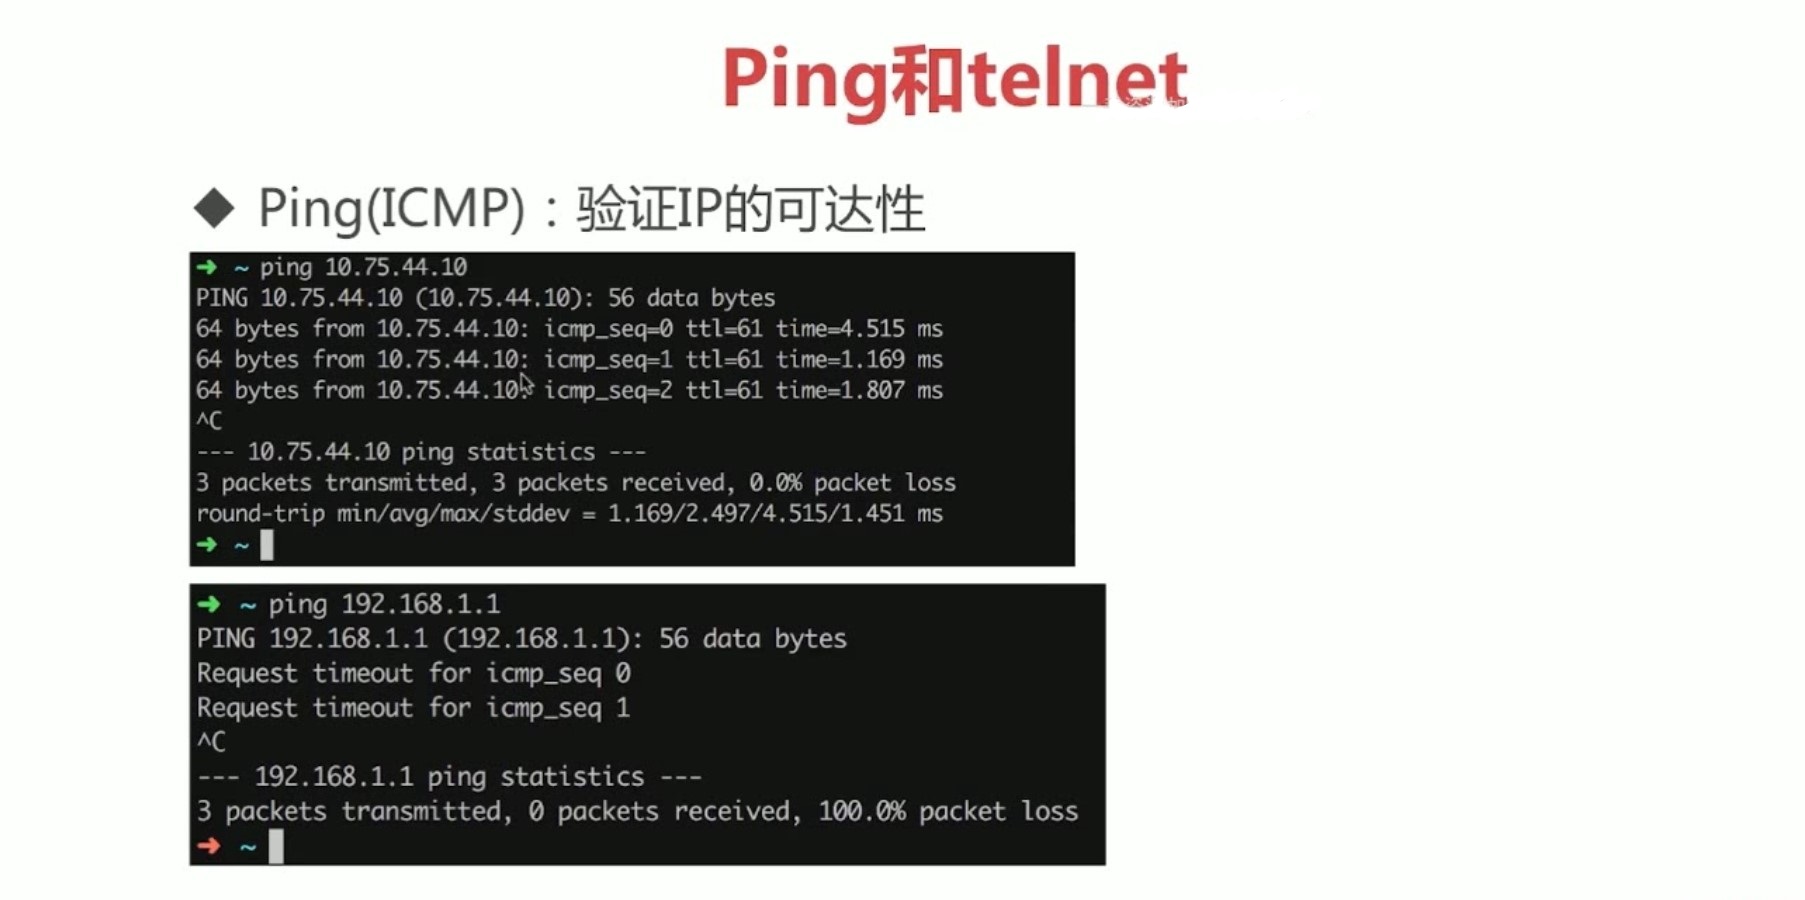 Ping和telnet
◆ Ping(ICMP)：验证IP的可达性
➜ ~ ping 10.75.44.10
PING 10.75.44.10 (10.75.44.10): 56 data bytes
64 bytes from 10.75.44.10: icmp_seq=0 ttl=61 time=4.515 ms
64 bytes from 10.75.44.10: icmp_seq=1 ttl=61 time=1.169 ms
64 bytes from 10.75.44.10: icmp_seq=2 ttl=61 time=1.807 ms
^C
--- 10.75.44.10 ping statistics ---
3 packets transmitted, 3 packets received, 0.0% packet loss
round-trip min/avg/max/stddev = 1.169/2.497/4.515/1.451 ms
➜ ~
➜ ~ ping 192.168.1.1
PING 192.168.1.1 (192.168.1.1): 56 data bytes
Request timeout for icmp_seq 0
Request timeout for icmp_seq 1
^C
--- 192.168.1.1 ping statistics ---
3 packets transmitted, 0 packets received, 100.0% packet loss
➜ ~